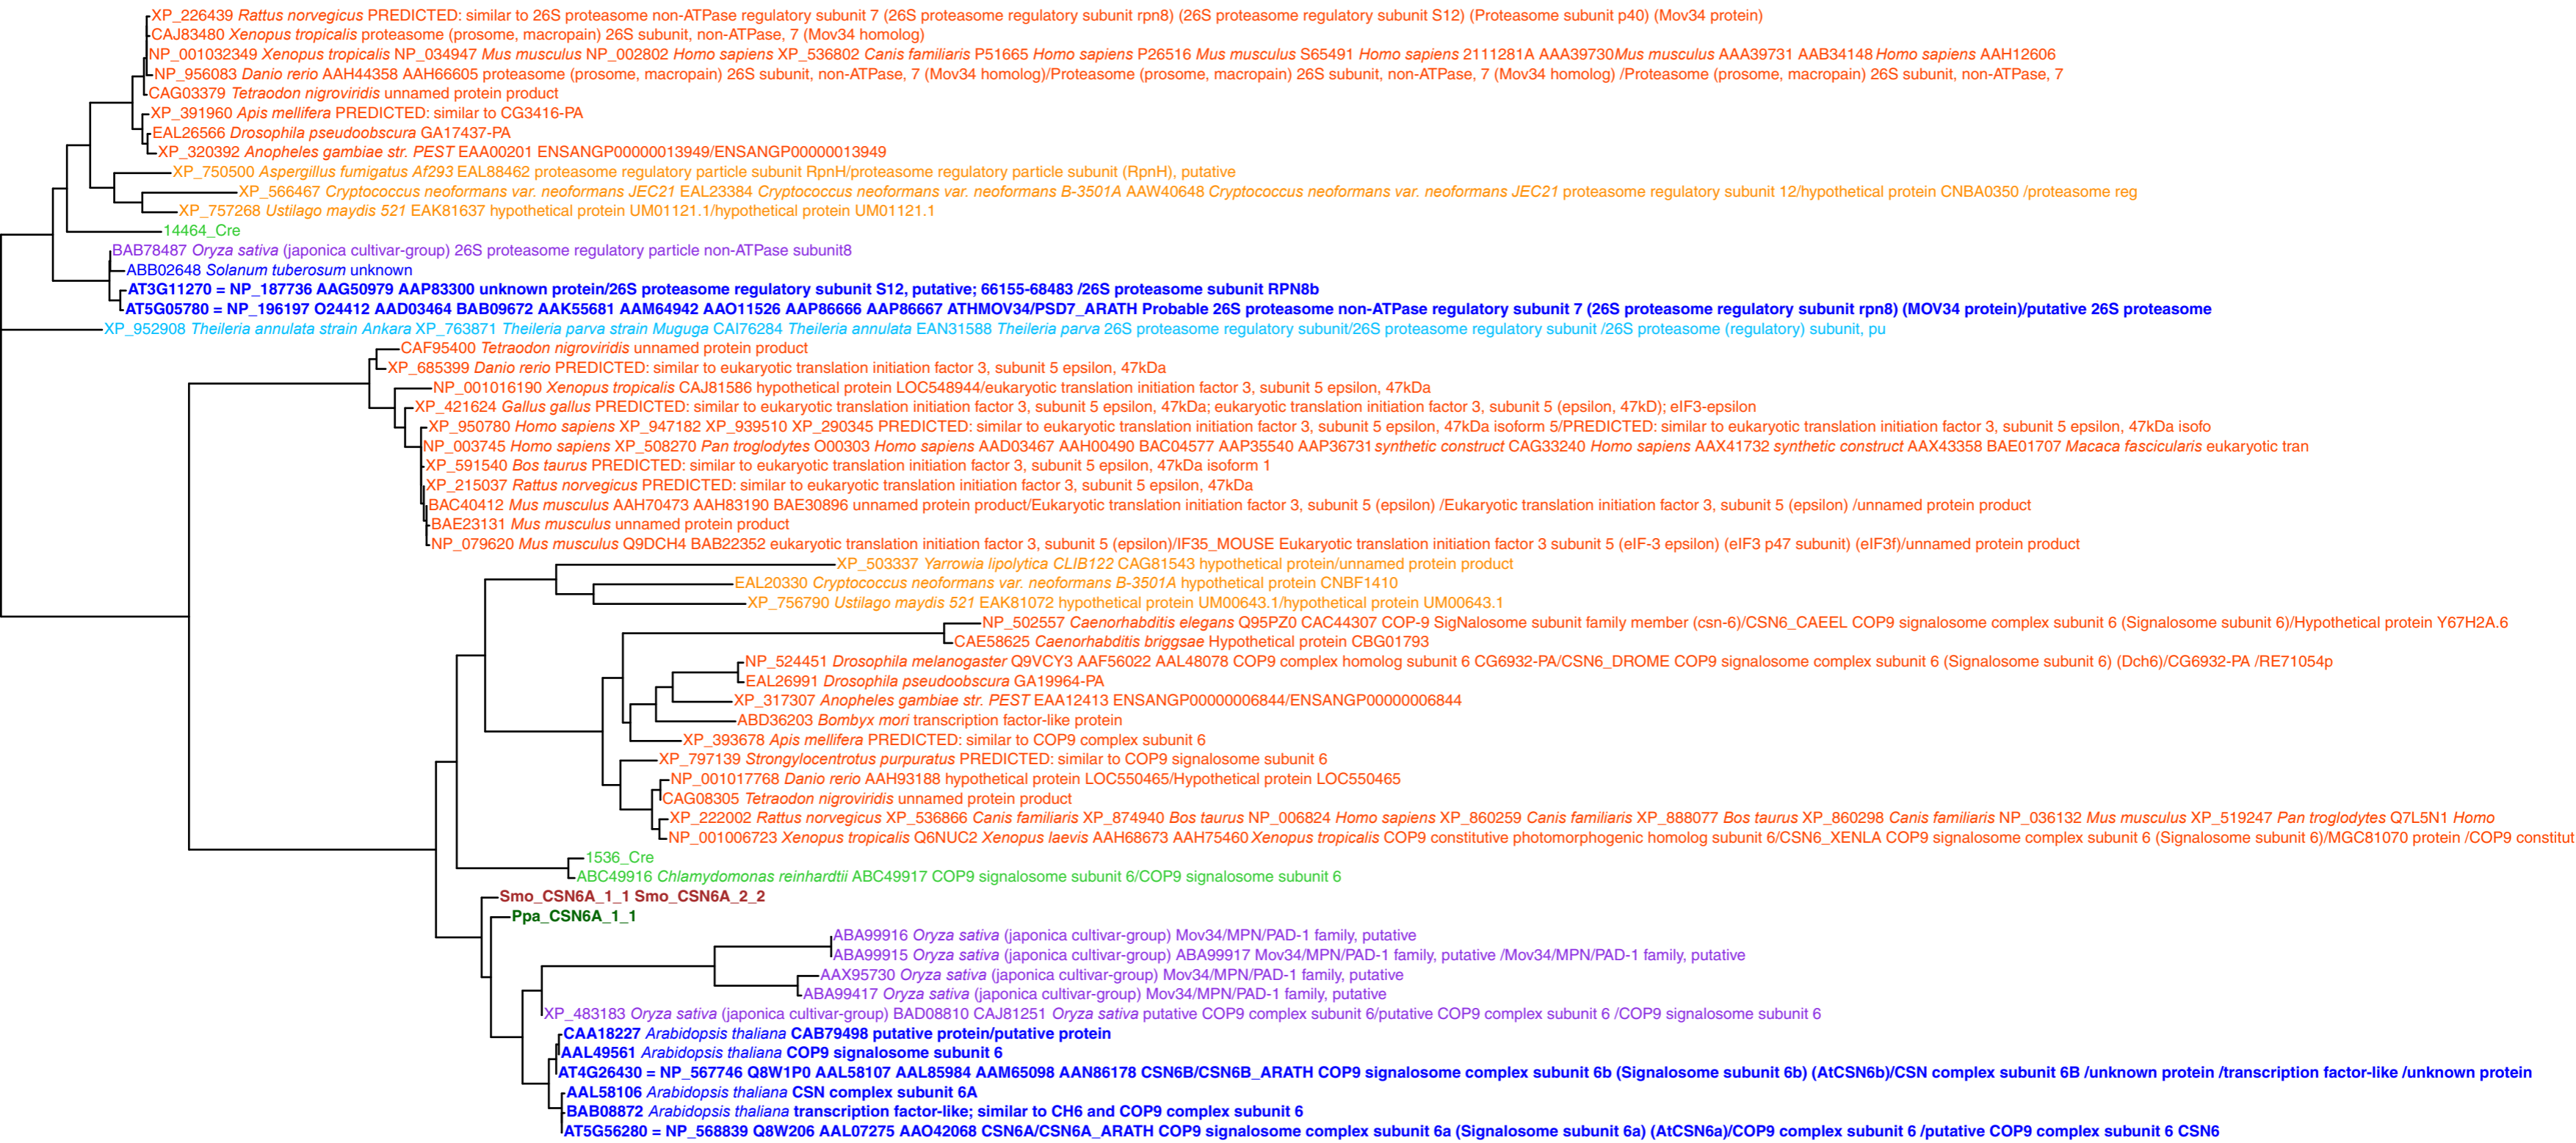 XP_226439 Rattus norvegicus PREDICTED: similar to 26S proteasome non-ATPase regulatory subunit 7 (26S proteasome regulatory subunit rpn8) (26S proteasome regulatory subunit S12) (Proteasome subunit p40) (Mov34 protein)
CAJ83480 Xenopus tropicalis proteasome (prosome, macropain) 26S subunit, non-ATPase, 7 (Mov34 homolog)
NP_001032349 Xenopus tropicalis NP_034947 Mus musculus NP_002802 Homo sapiens XP_536802 Canis familiaris P51665 Homo sapiens P26516 Mus musculus S65491 Homo sapiens 2111281A AAA39730Mus musculus AAA39731 AAB34148 Homo sapiens AAH12606
NP_956083 Danio rerio AAH44358 AAH66605 proteasome (prosome, macropain) 26S subunit, non-ATPase, 7 (Mov34 homolog)/Proteasome (prosome, macropain) 26S subunit, non-ATPase, 7 (Mov34 homolog) /Proteasome (prosome, macropain) 26S subunit, non-ATPase, 7
CAG03379 Tetraodon nigroviridis unnamed protein product
XP_391960 Apis mellifera PREDICTED: similar to CG3416-PA
EAL26566 Drosophila pseudoobscura GA17437-PA
XP_320392 Anopheles gambiae str. PEST EAA00201 ENSANGP00000013949/ENSANGP00000013949
XP_750500 Aspergillus fumigatus Af293 EAL88462 proteasome regulatory particle subunit RpnH/proteasome regulatory particle subunit (RpnH), putative
XP_566467 Cryptococcus neoformans var. neoformans JEC21 EAL23384 Cryptococcus neoformans var. neoformans B-3501A AAW40648 Cryptococcus neoformans var. neoformans JEC21 proteasome regulatory subunit 12/hypothetical protein CNBA0350 /proteasome reg
XP_757268 Ustilago maydis 521 EAK81637 hypothetical protein UM01121.1/hypothetical protein UM01121.1
14464_Cre
BAB78487 Oryza sativa (japonica cultivar-group) 26S proteasome regulatory particle non-ATPase subunit8
ABB02648 Solanum tuberosum unknown
AT3G11270 = NP_187736 AAG50979 AAP83300 unknown protein/26S proteasome regulatory subunit S12, putative; 66155-68483 /26S proteasome subunit RPN8b
AT5G05780 = NP_196197 O24412 AAD03464 BAB09672 AAK55681 AAM64942 AAO11526 AAP86666 AAP86667 ATHMOV34/PSD7_ARATH Probable 26S proteasome non-ATPase regulatory subunit 7 (26S proteasome regulatory subunit rpn8) (MOV34 protein)/putative 26S proteasome
XP_952908 Theileria annulata strain Ankara XP_763871 Theileria parva strain Muguga CAI76284 Theileria annulata EAN31588 Theileria parva 26S proteasome regulatory subunit/26S proteasome regulatory subunit /26S proteasome (regulatory) subunit, pu
CAF95400 Tetraodon nigroviridis unnamed protein product
XP_685399 Danio rerio PREDICTED: similar to eukaryotic translation initiation factor 3, subunit 5 epsilon, 47kDa
NP_001016190 Xenopus tropicalis CAJ81586 hypothetical protein LOC548944/eukaryotic translation initiation factor 3, subunit 5 epsilon, 47kDa
XP_421624 Gallus gallus PREDICTED: similar to eukaryotic translation initiation factor 3, subunit 5 epsilon, 47kDa; eukaryotic translation initiation factor 3, subunit 5 (epsilon, 47kD); eIF3-epsilon
XP_950780 Homo sapiens XP_947182 XP_939510 XP_290345 PREDICTED: similar to eukaryotic translation initiation factor 3, subunit 5 epsilon, 47kDa isoform 5/PREDICTED: similar to eukaryotic translation initiation factor 3, subunit 5 epsilon, 47kDa isofo
NP_003745 Homo sapiens XP_508270 Pan troglodytes O00303 Homo sapiens AAD03467 AAH00490 BAC04577 AAP35540 AAP36731 synthetic construct CAG33240 Homo sapiens AAX41732 synthetic construct AAX43358 BAE01707 Macaca fascicularis eukaryotic tran
XP_591540 Bos taurus PREDICTED: similar to eukaryotic translation initiation factor 3, subunit 5 epsilon, 47kDa isoform 1
XP_215037 Rattus norvegicus PREDICTED: similar to eukaryotic translation initiation factor 3, subunit 5 epsilon, 47kDa
BAC40412 Mus musculus AAH70473 AAH83190 BAE30896 unnamed protein product/Eukaryotic translation initiation factor 3, subunit 5 (epsilon) /Eukaryotic translation initiation factor 3, subunit 5 (epsilon) /unnamed protein product
BAE23131 Mus musculus unnamed protein product
NP_079620 Mus musculus Q9DCH4 BAB22352 eukaryotic translation initiation factor 3, subunit 5 (epsilon)/IF35_MOUSE Eukaryotic translation initiation factor 3 subunit 5 (eIF-3 epsilon) (eIF3 p47 subunit) (eIF3f)/unnamed protein product
XP_503337 Yarrowia lipolytica CLIB122 CAG81543 hypothetical protein/unnamed protein product
EAL20330 Cryptococcus neoformans var. neoformans B-3501A hypothetical protein CNBF1410
XP_756790 Ustilago maydis 521 EAK81072 hypothetical protein UM00643.1/hypothetical protein UM00643.1
NP_502557 Caenorhabditis elegans Q95PZ0 CAC44307 COP-9 SigNalosome subunit family member (csn-6)/CSN6_CAEEL COP9 signalosome complex subunit 6 (Signalosome subunit 6)/Hypothetical protein Y67H2A.6
CAE58625 Caenorhabditis briggsae Hypothetical protein CBG01793
NP_524451 Drosophila melanogaster Q9VCY3 AAF56022 AAL48078 COP9 complex homolog subunit 6 CG6932-PA/CSN6_DROME COP9 signalosome complex subunit 6 (Signalosome subunit 6) (Dch6)/CG6932-PA /RE71054p
EAL26991 Drosophila pseudoobscura GA19964-PA
XP_317307 Anopheles gambiae str. PEST EAA12413 ENSANGP00000006844/ENSANGP00000006844
ABD36203 Bombyx mori transcription factor-like protein
XP_393678 Apis mellifera PREDICTED: similar to COP9 complex subunit 6
XP_797139 Strongylocentrotus purpuratus PREDICTED: similar to COP9 signalosome subunit 6
NP_001017768 Danio rerio AAH93188 hypothetical protein LOC550465/Hypothetical protein LOC550465
CAG08305 Tetraodon nigroviridis unnamed protein product
XP_222002 Rattus norvegicus XP_536866 Canis familiaris XP_874940 Bos taurus NP_006824 Homo sapiens XP_860259 Canis familiaris XP_888077 Bos taurus XP_860298 Canis familiaris NP_036132 Mus musculus XP_519247 Pan troglodytes Q7L5N1 Homo
NP_001006723 Xenopus tropicalis Q6NUC2 Xenopus laevis AAH68673 AAH75460 Xenopus tropicalis COP9 constitutive photomorphogenic homolog subunit 6/CSN6_XENLA COP9 signalosome complex subunit 6 (Signalosome subunit 6)/MGC81070 protein /COP9 constitut
1536_Cre
ABC49916 Chlamydomonas reinhardtii ABC49917 COP9 signalosome subunit 6/COP9 signalosome subunit 6
Smo_CSN6A_1_1 Smo_CSN6A_2_2
Ppa_CSN6A_1_1
ABA99916 Oryza sativa (japonica cultivar-group) Mov34/MPN/PAD-1 family, putative
ABA99915 Oryza sativa (japonica cultivar-group) ABA99917 Mov34/MPN/PAD-1 family, putative /Mov34/MPN/PAD-1 family, putative
AAX95730 Oryza sativa (japonica cultivar-group) Mov34/MPN/PAD-1 family, putative
ABA99417 Oryza sativa (japonica cultivar-group) Mov34/MPN/PAD-1 family, putative
XP_483183 Oryza sativa (japonica cultivar-group) BAD08810 CAJ81251 Oryza sativa putative COP9 complex subunit 6/putative COP9 complex subunit 6 /COP9 signalosome subunit 6
CAA18227 Arabidopsis thaliana CAB79498 putative protein/putative protein
AAL49561 Arabidopsis thaliana COP9 signalosome subunit 6
AT4G26430 = NP_567746 Q8W1P0 AAL58107 AAL85984 AAM65098 AAN86178 CSN6B/CSN6B_ARATH COP9 signalosome complex subunit 6b (Signalosome subunit 6b) (AtCSN6b)/CSN complex subunit 6B /unknown protein /transcription factor-like /unknown protein
AAL58106 Arabidopsis thaliana CSN complex subunit 6A
BAB08872 Arabidopsis thaliana transcription factor-like; similar to CH6 and COP9 complex subunit 6
AT5G56280 = NP_568839 Q8W206 AAL07275 AAO42068 CSN6A/CSN6A_ARATH COP9 signalosome complex subunit 6a (Signalosome subunit 6a) (AtCSN6a)/COP9 complex subunit 6 /putative COP9 complex subunit 6 CSN6